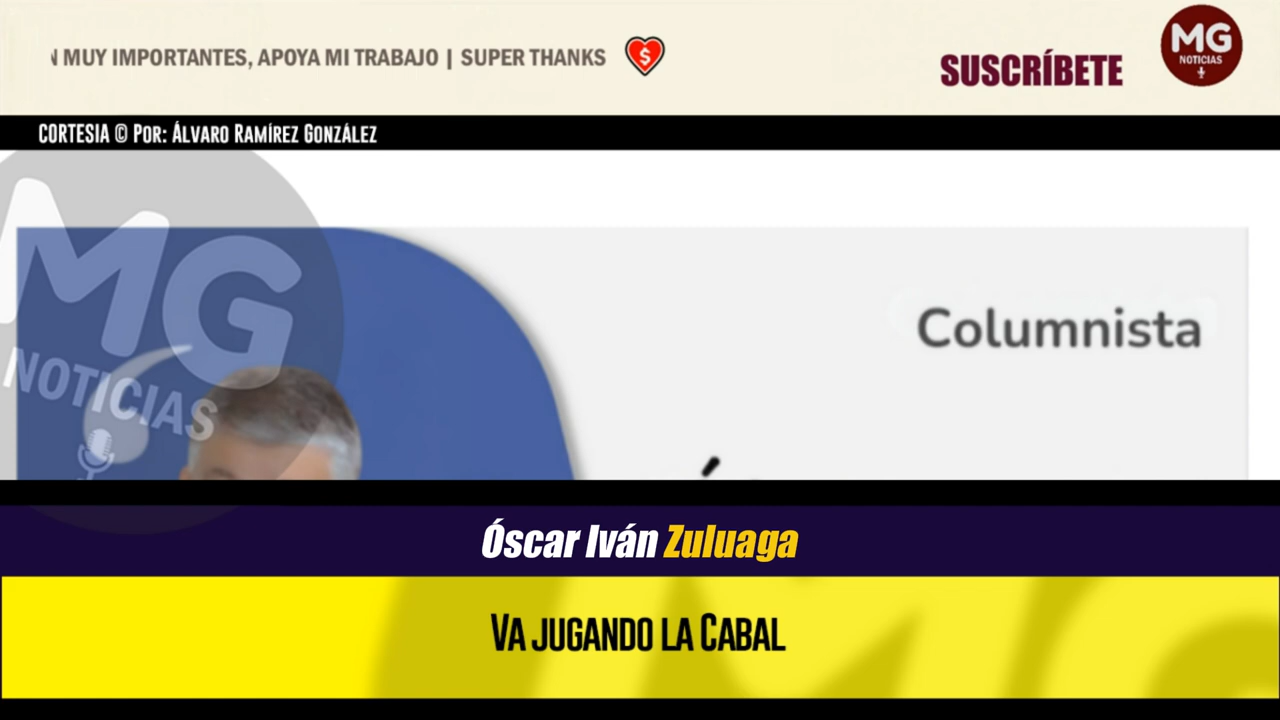 N MUY IMPORTANTES, APOYA MI TRABAJO | SUPER THANKS
SUSCRÍBETE
MG
NOTICIAS
CORTESIA © Por: Álvaro Ramírez González
MG
NOTICIAS
Columnista
Óscar Iván Zuluaga
Va jugando la Cabal